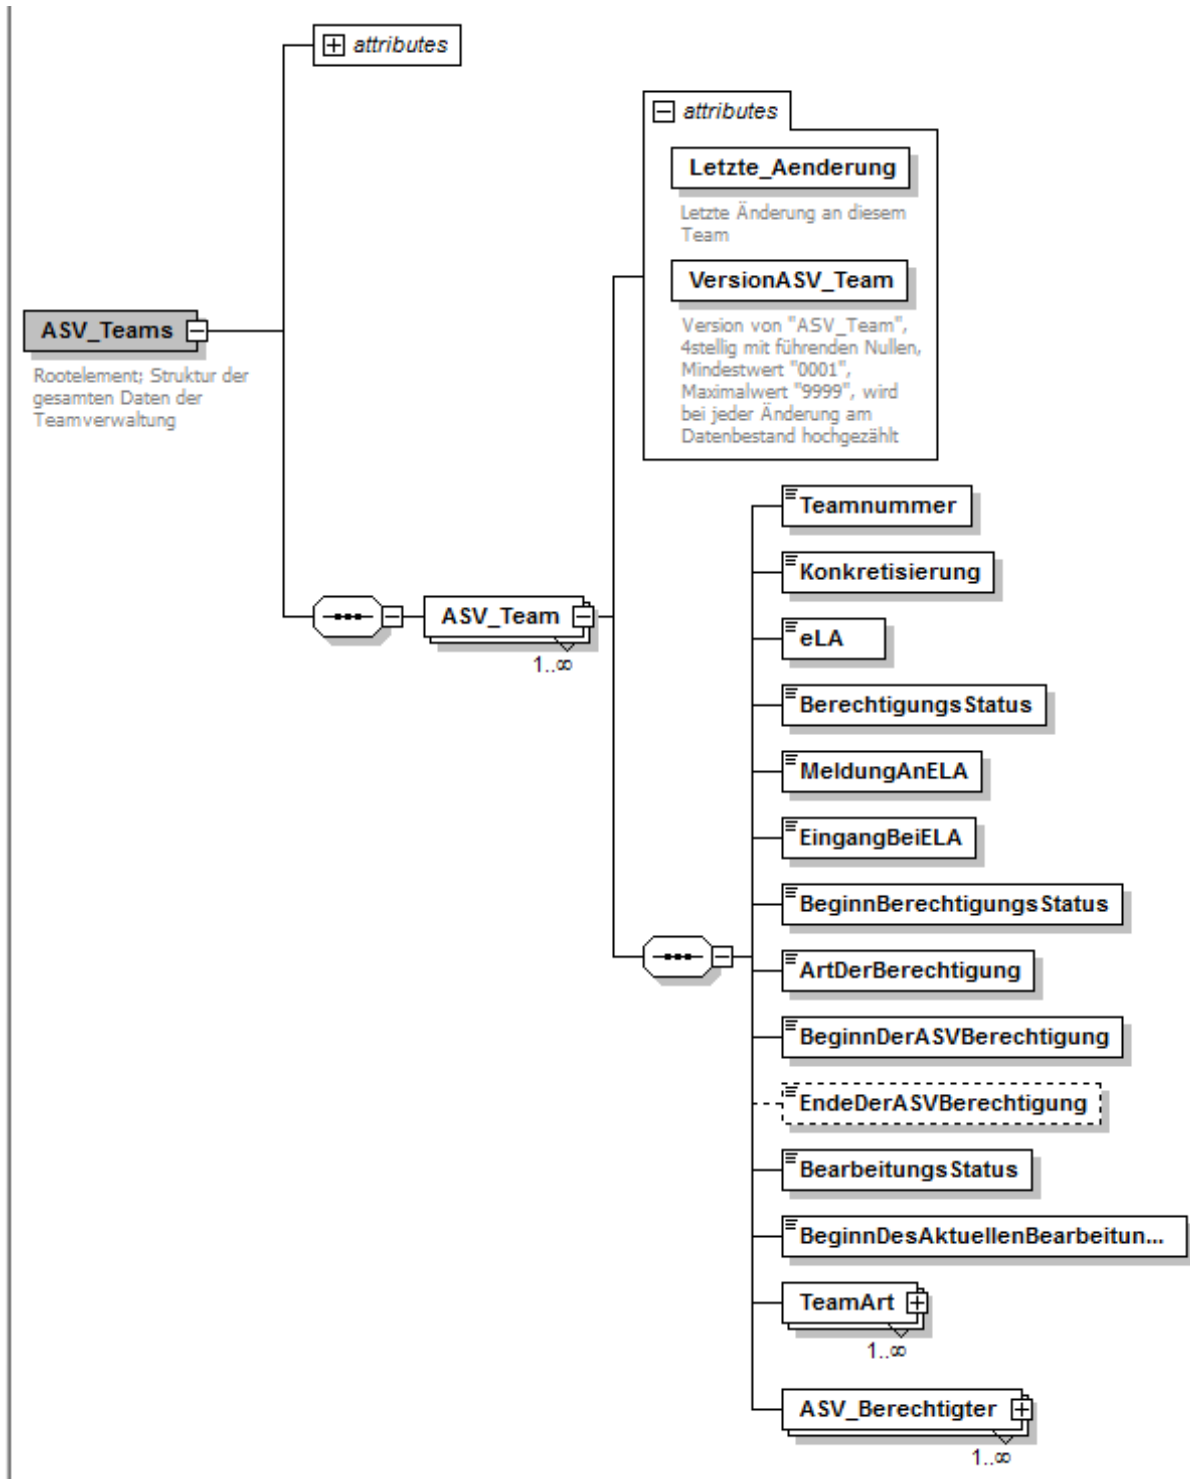 attributes
attributes
Letzte_Aenderung
Letzte Änderung an diesem
Team
VersionASV_Team
Version von "ASV_Team",
4stellig mit führenden Nullen,
Mindestwert "0001",
Maximalwert "9999", wird
bei jeder Änderung am
Datenbestand hochgezählt
ASV_Teams
Rootelement; Struktur der
gesamten Daten der
Teamverwaltung
ASV_Team
1..∞
Teamnummer
Konkretisierung
eLA
BerechtigungsStatus
MeldungAnELA
EingangBeiELA
BeginnBerechtigungsStatus
ArtDerBerechtigung
BeginnDerASVBerechtigung
EndeDerASVBerechtigung
BearbeitungsStatus
BeginnDesAktuellenBearbeitun...
TeamArt
1..∞
ASV_Berechtigter
1..∞